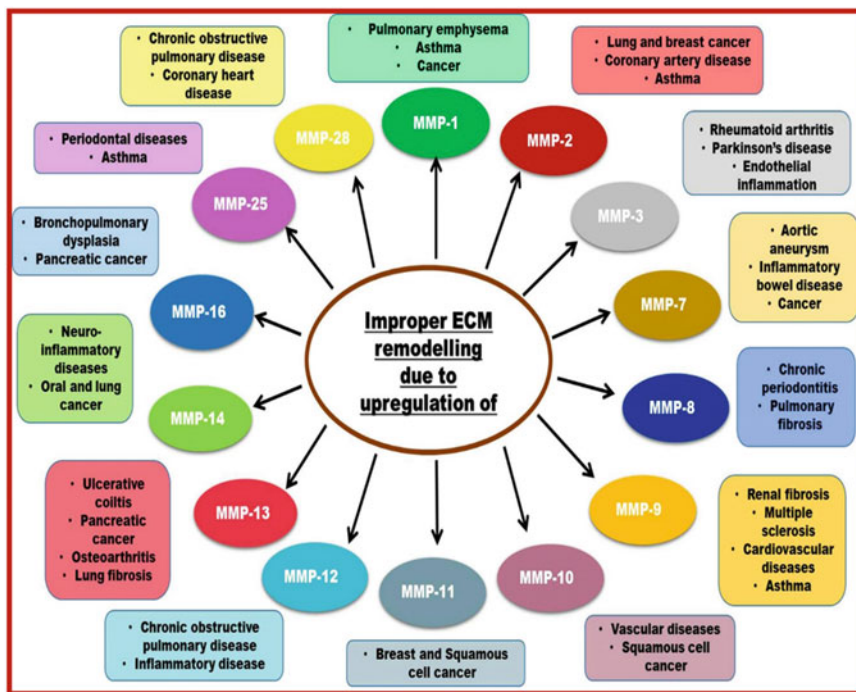 Improper ECM
remodelling
due to
upregulation of
MMP-1
• Pulmonary emphysema
• Asthma
• Cancer
MMP-2
• Lung and breast cancer
• Coronary artery disease
• Asthma
MMP-3
• Rheumatoid arthritis
• Parkinson's disease
• Endothelial
inflammation
MMP-7
• Aortic
aneurysm
• Inflammatory
bowel disease
• Cancer
MMP-8
• Chronic
periodontitis
• Pulmonary
fibrosis
MMP-9
• Renal fibrosis
• Multiple
sclerosis
• Cardiovascular
diseases
• Asthma
MMP-10
• Vascular diseases
• Squamous cell
cancer
MMP-11
• Breast and Squamous
cell cancer
MMP-12
• Chronic obstructive
pulmonary disease
• Inflammatory disease
MMP-13
• Ulcerative
coiltis
• Pancreatic
cancer
• Osteoarthritis
• Lung fibrosis
MMP-14
• Neuro-
inflammatory
diseases
• Oral and lung
cancer
MMP-16
• Bronchopulmonary
dysplasia
• Pancreatic cancer
MMP-25
• Periodontal diseases
• Asthma
MMP-28
• Chronic obstructive
pulmonary disease
• Coronary heart
disease